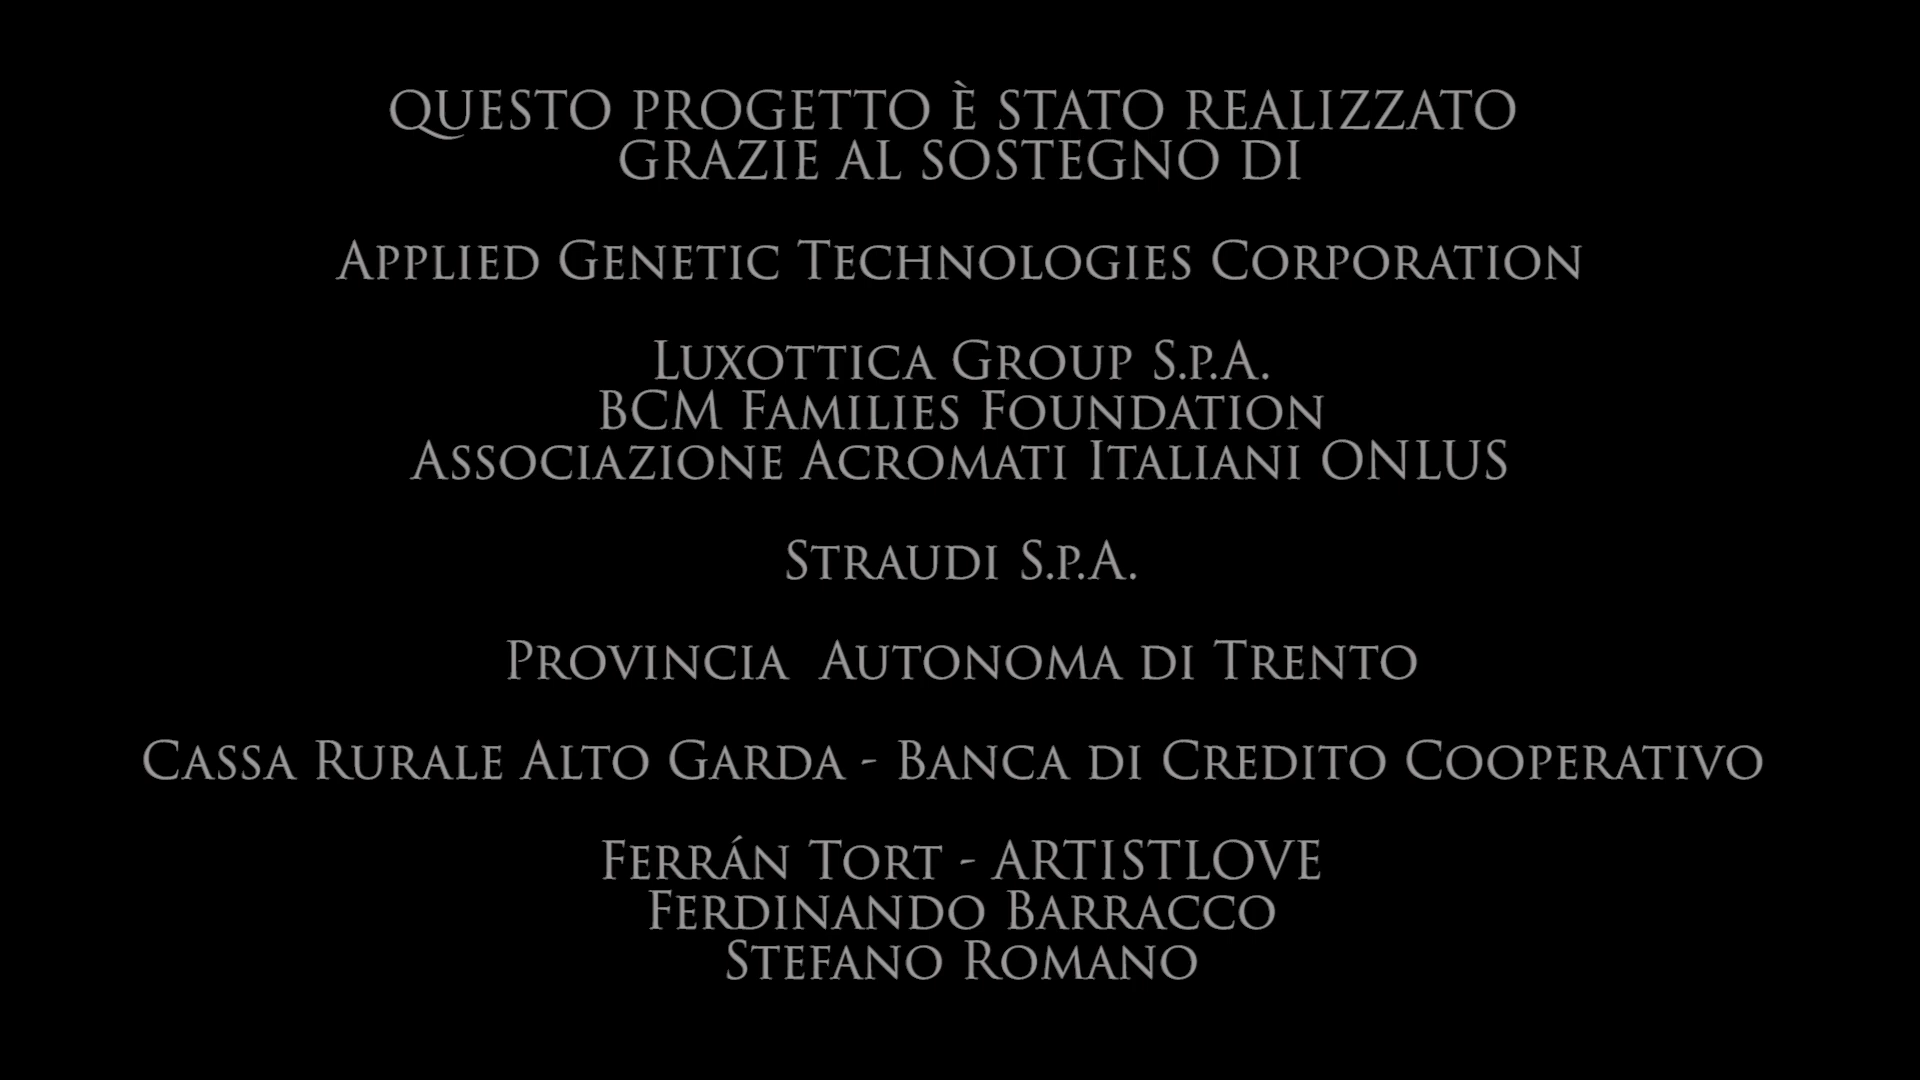 QUESTO PROGETTO È STATO REALIZZATO
GRAZIE AL SOSTEGNO DI
Applied Genetic Technologies Corporation
Luxottica Group S.p.A.
BCM Families Foundation
Associazione Acromati Italiani ONLUS
Straudi S.p.A.
Provincia  Autonoma di Trento
Cassa Rurale Alto Garda - Banca di Credito Cooperativo
Ferrán Tort - ARTISTLOVE
Ferdinando Barracco
Stefano Romano